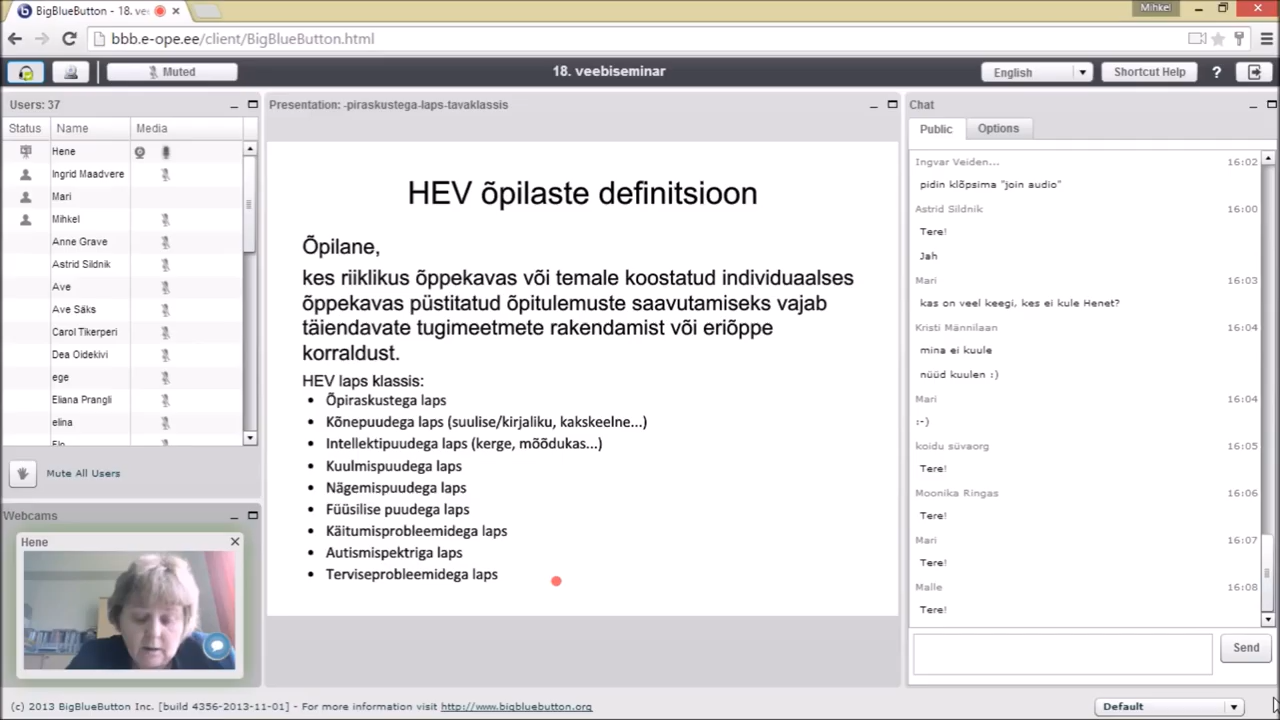 BigBlueButton - 18. ve
Mihkel
bbb.e-ope.ee/client/BigBlueButton.html
Muted
18. veebiseminar
English
Shortcut Help
?
Users: 37
Status Name Media
Hene
Ingrid Maadvere
Mari
Mihkel
Anne Grave
Astrid Sildnik
Ave
Ave Säks
Carol Tikerperi
Dea Oidekivi
ege
Eliana Prangli
elina
Mute All Users
Webcams
Hene
Presentation: -piraskustega-laps-tavaklassis
HEV õpilaste definitsioon
Õpilane,
kes riiklikus õppekavas või temale koostatud individuaalses
õppekavas püstitatud õpitulemuste saavutamiseks vajab
täiendavate tugimeetmete rakendamist või eriõppe
korraldust.
HEV laps klassis:
• Õpiraskustega laps
• Kõnepuudega laps (suulise/kirjaliku, kakskeelne...)
• Intellektipuudega laps (kerge, mõõdukas...)
• Kuulmispuudega laps
• Nägemispuudega laps
• Füüsilise puudega laps
• Käitumisprobleemidega laps
• Autismispektriga laps
• Terviseprobleemidega laps
Chat
Public Options
Ingvar Veiden... 16:02
pidin klõpsima "join audio"
Astrid Sildnik 16:00
Tere!
Jah
Mari 16:03
kas on veel keegi, kes ei kule Henet?
Kristi Männilaan 16:04
mina ei kuule
nüüd kuulen :)
Mari 16:04
:-)
koidu süvaorg 16:05
Tere!
Moonika Ringas 16:06
Tere!
Mari 16:07
Tere!
Malle 16:08
Tere!
Send
(c) 2013 BigBlueButton Inc. [build 4356-2013-11-01] - For more information visit http://www.bigbluebutton.org
Default